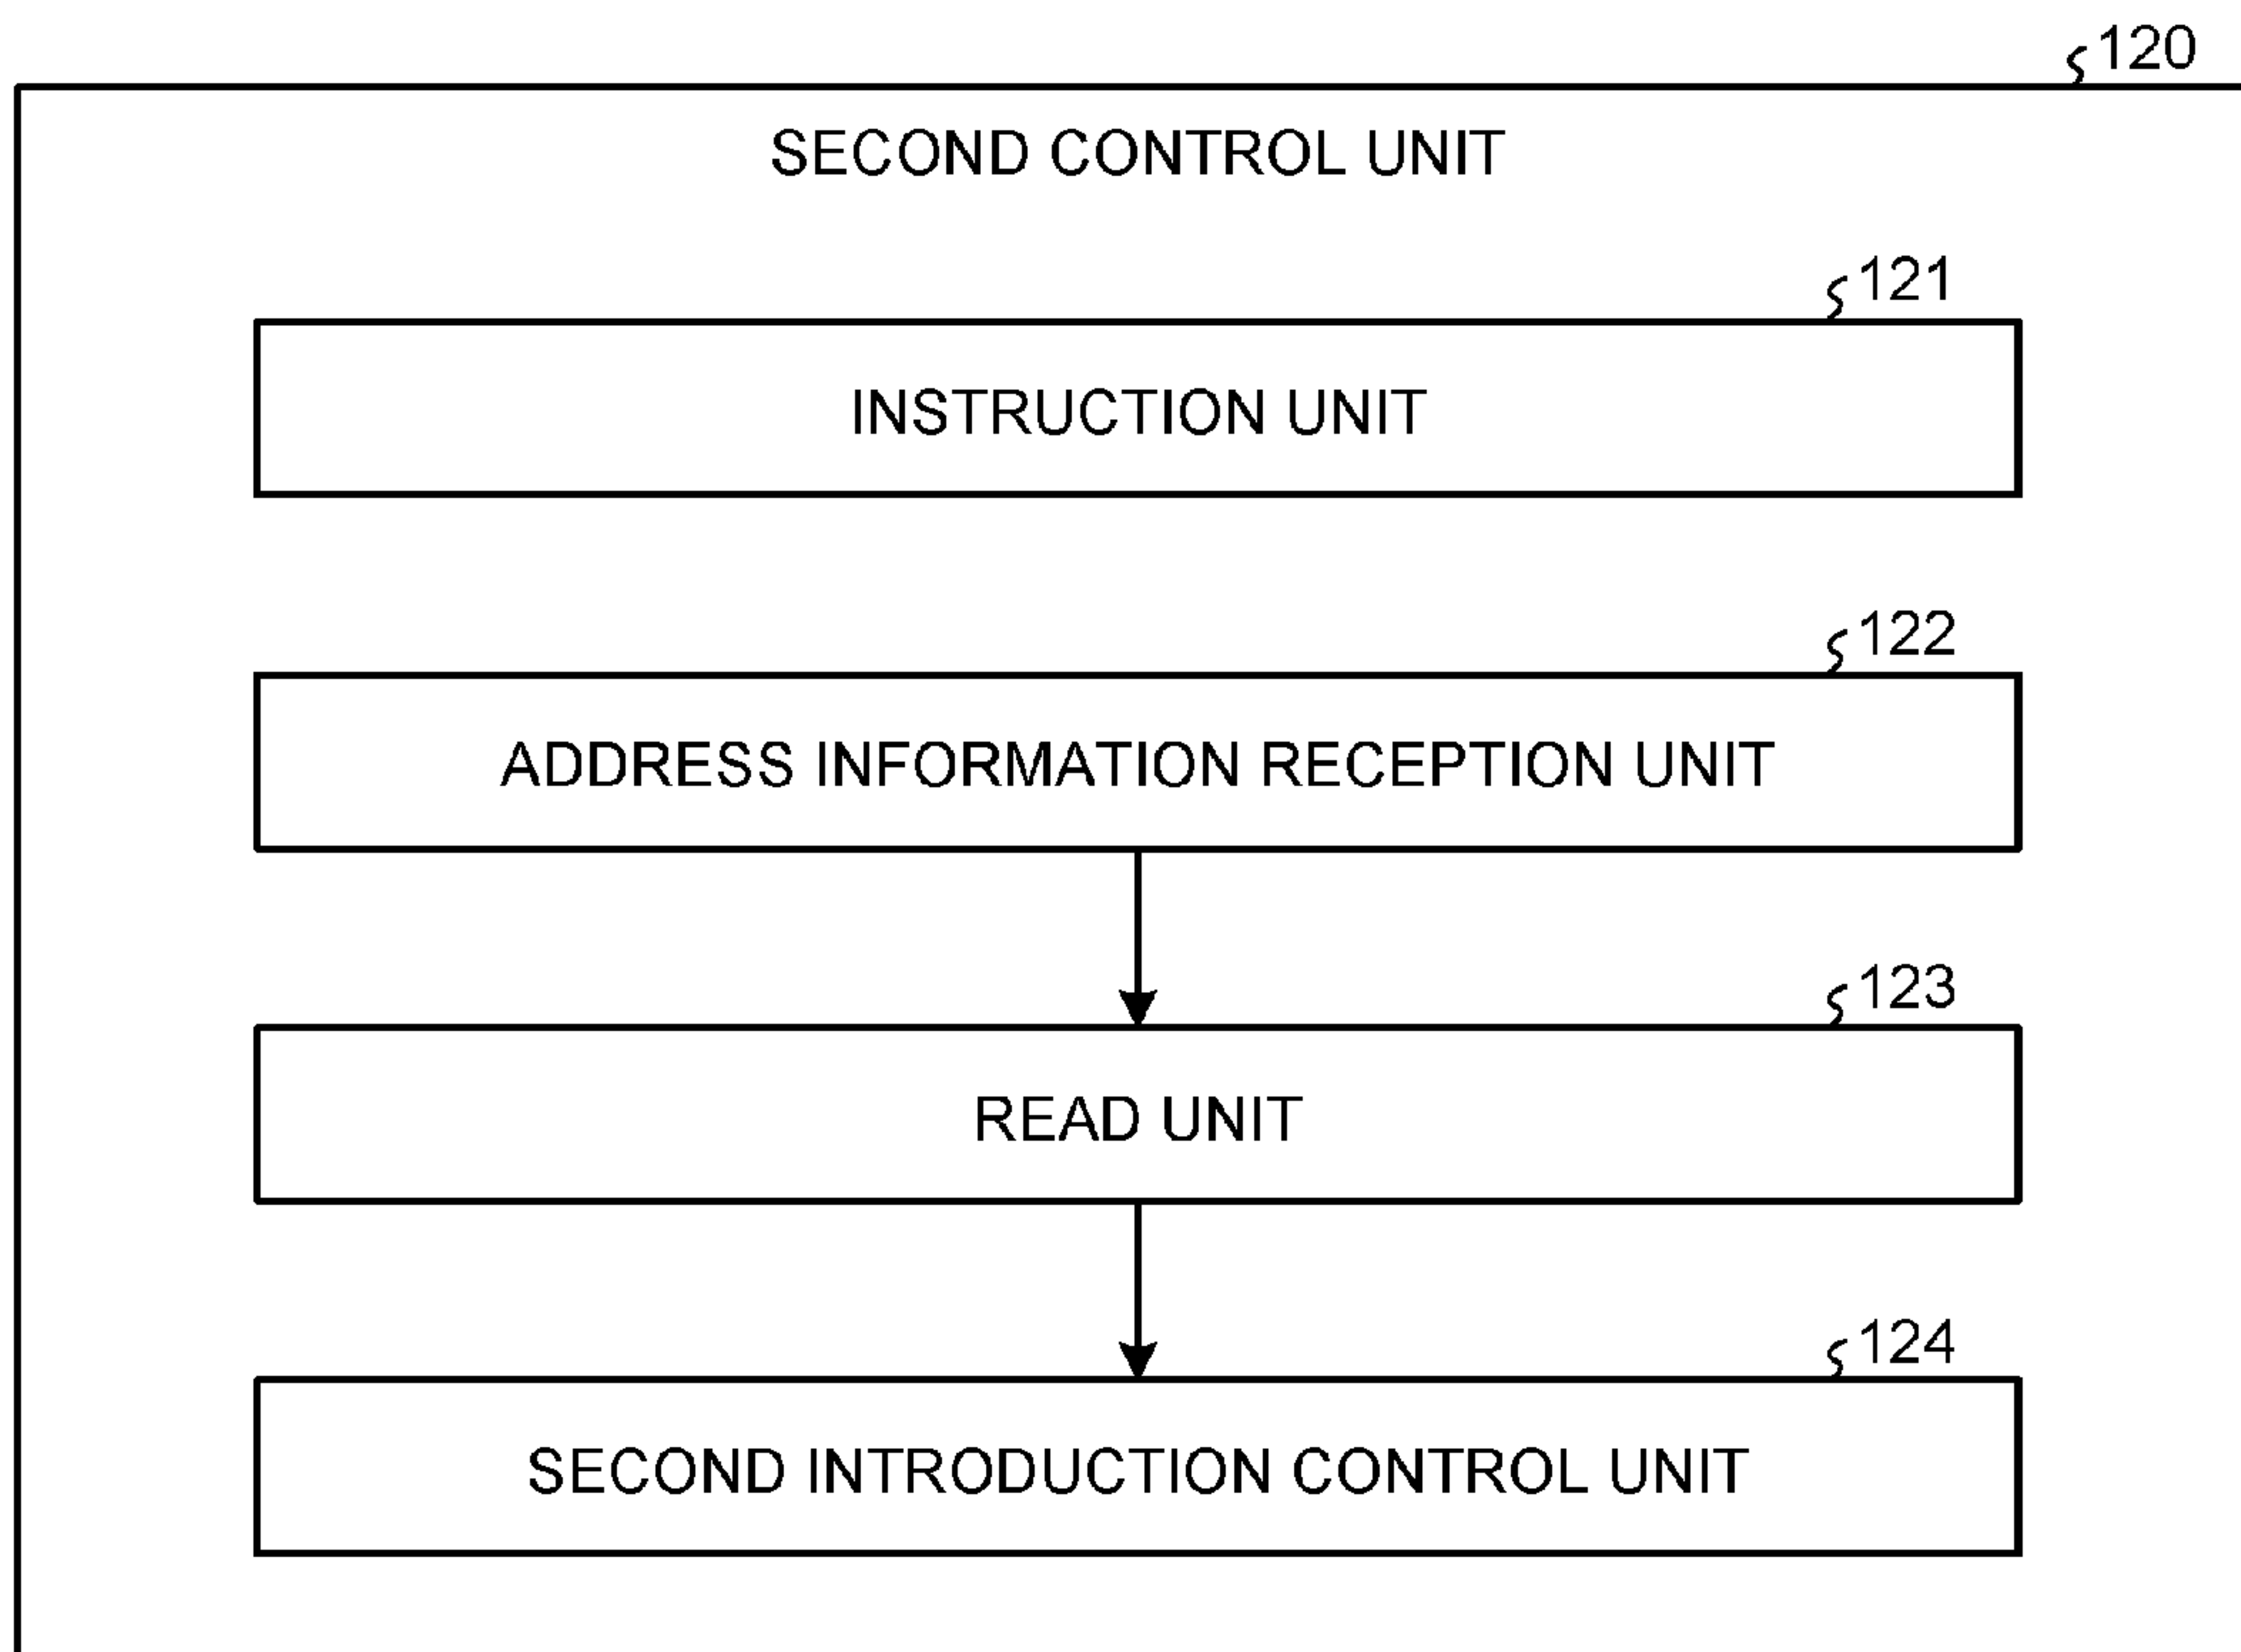 120
SECOND CONTROL UNIT
121
INSTRUCTION UNIT
122
ADDRESS INFORMATION RECEPTION UNIT
123
READ UNIT
124
SECOND INTRODUCTION CONTROL UNIT